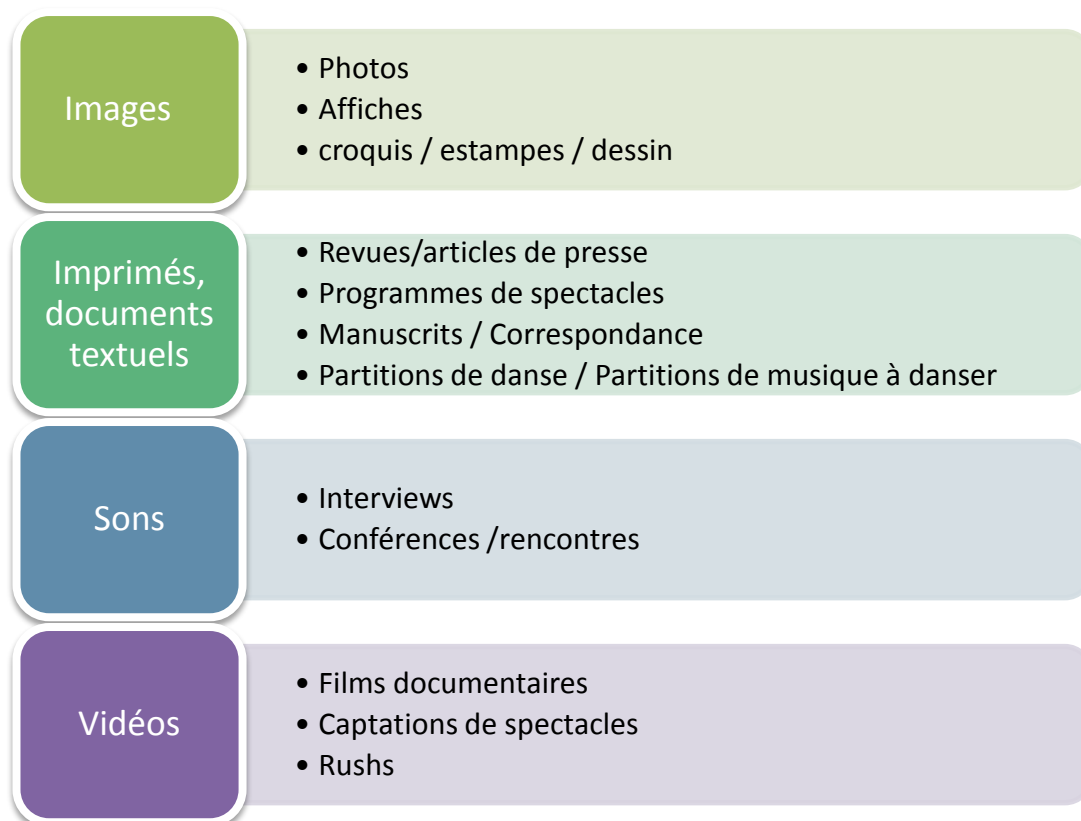 Images
• Photos
• Affiches
• croquis / estampes / dessin
Imprimés,
documents
textuels
• Revues/articles de presse
• Programmes de spectacles
• Manuscrits / Correspondance
• Partitions de danse / Partitions de musique à danser
Sons
• Interviews
• Conférences /rencontres
Vidéos
• Films documentaires
• Captations de spectacles
• Rushs